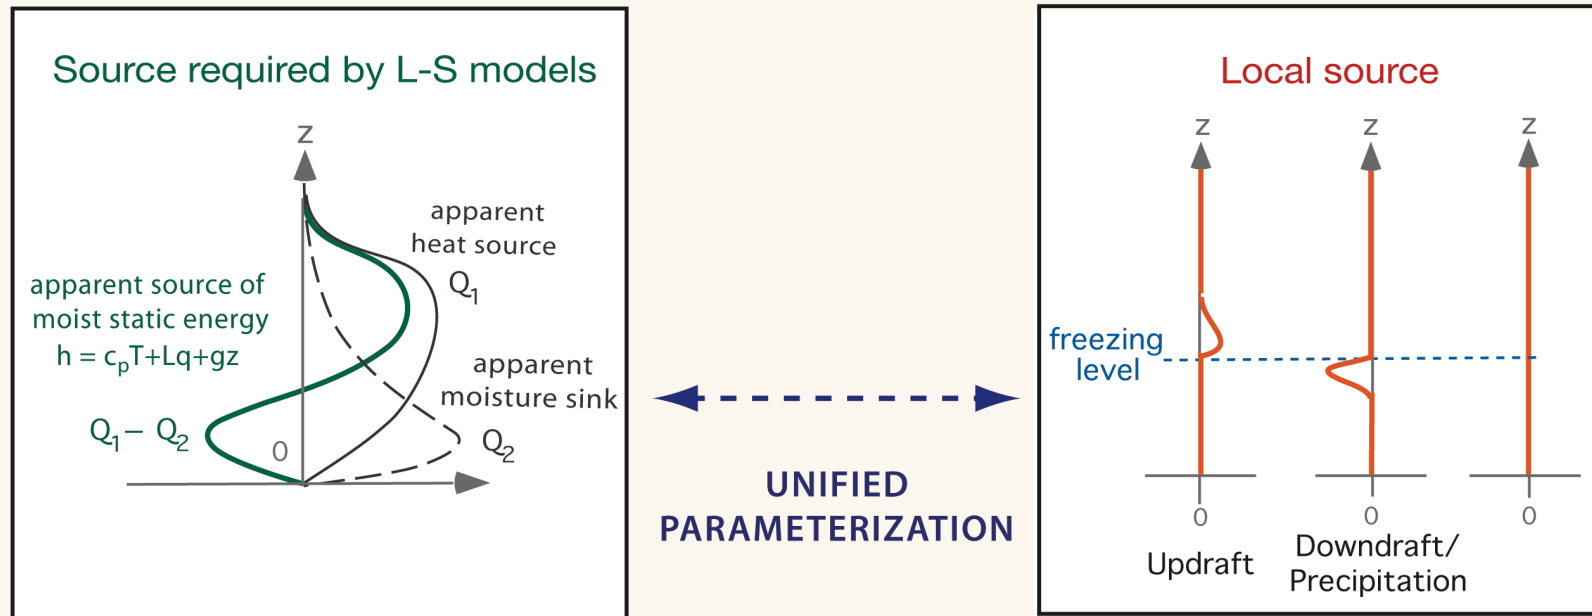 Source required by L-S models
z
apparent
heat source
Q₁
apparent source of
moist static energy
h = cₚT+Lq+gz
apparent
moisture sink
Q₁ – Q₂
0
Q₂
UNIFIED
PARAMETERIZATION
Local source
z
z
z
freezing
level
0
0
0
Updraft
Downdraft/
Precipitation